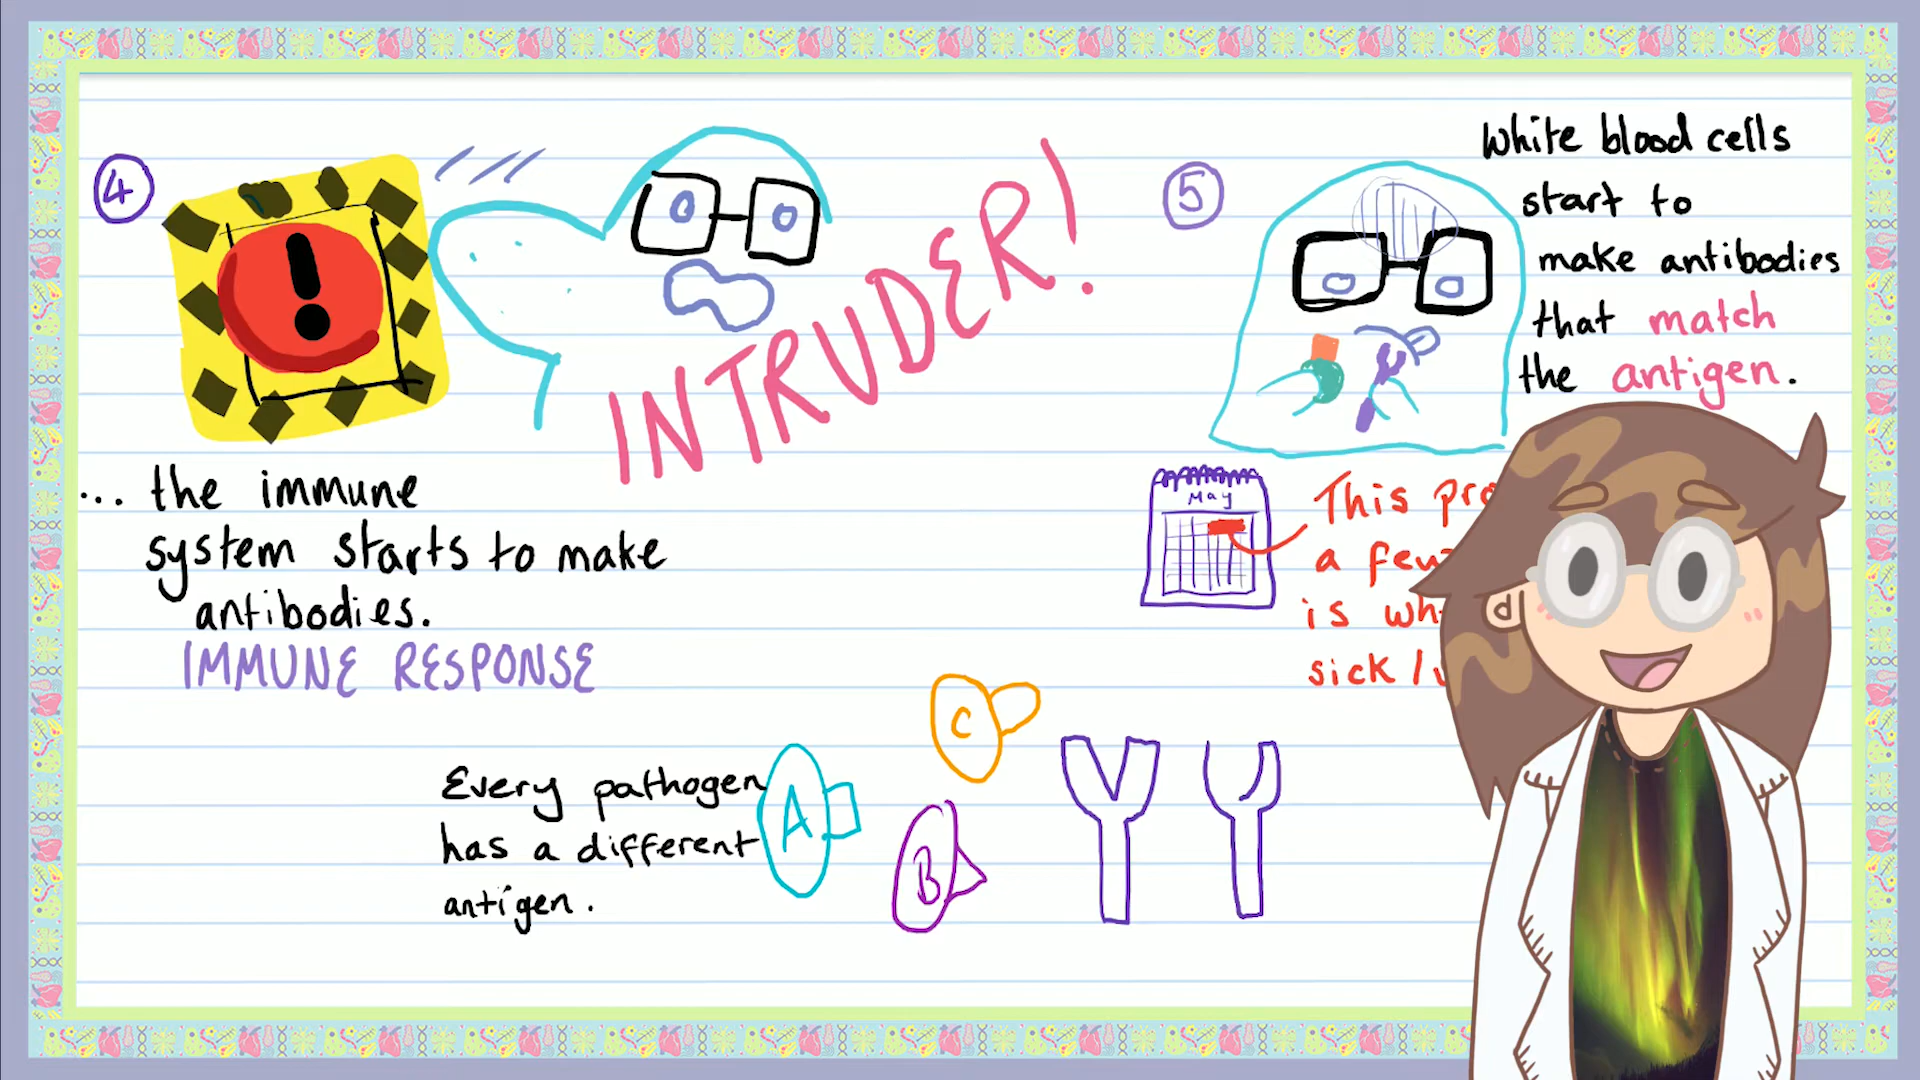 4
INTRUDER!
... the immune
system starts to make
antibodies.
IMMUNE RESPONSE
5
White blood cells
start to
make antibodies
that match
the antigen.
May
This
a
is
sick/
Every pathogen
has a different
antigen.
A
B
C